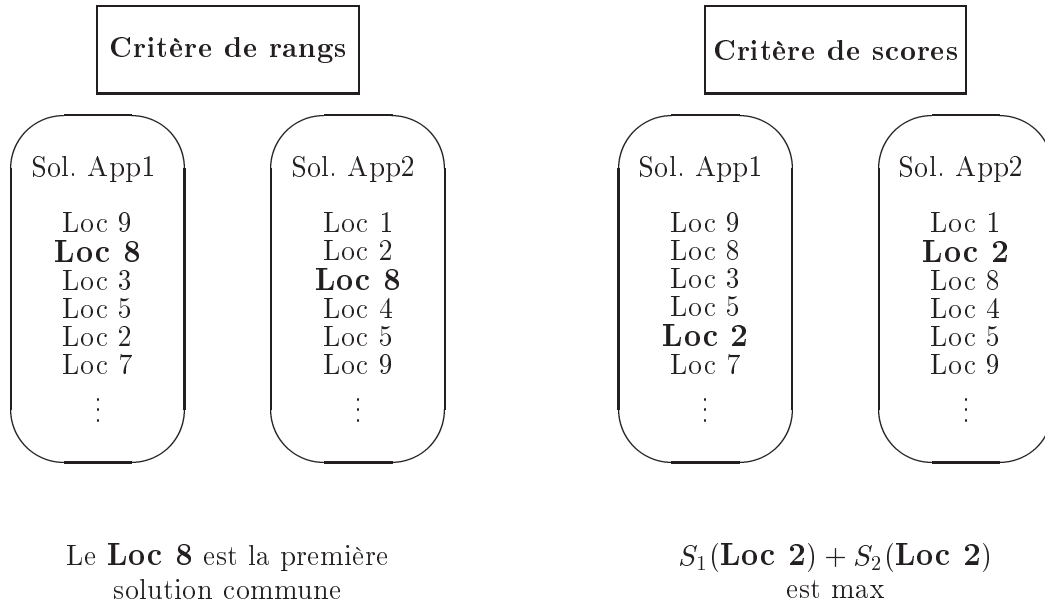 Critère de rangs
Sol. App1
Loc 9
Loc 8
Loc 3
Loc 5
Loc 2
Loc 7
⋮
Sol. App2
Loc 1
Loc 2
Loc 8
Loc 4
Loc 5
Loc 9
⋮
Le Loc 8 est la première
solution commune
Critère de scores
Sol. App1
Loc 9
Loc 8
Loc 3
Loc 5
Loc 2
Loc 7
⋮
Sol. App2
Loc 1
Loc 2
Loc 8
Loc 4
Loc 5
Loc 9
⋮
S₁(Loc 2) + S₂(Loc 2)
est max